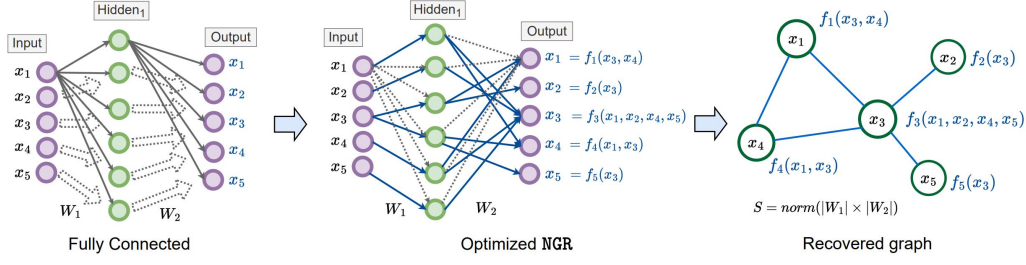 Hidden₁
Input
Output
x₁
x₂
x₃
x₄
x₅
x₁
x₂
x₃
x₄
x₅
W₁
W₂
Fully Connected
Hidden₁
Input
Output
x₁
x₂
x₃
x₄
x₅
x₁ = f₁(x₃, x₄)
x₂ = f₂(x₃)
x₃ = f₃(x₁, x₂, x₄, x₅)
x₄ = f₄(x₁, x₃)
x₅ = f₅(x₃)
W₁
W₂
Optimized NGR
f₁(x₃, x₄)
x₁
x₂
f₂(x₃)
x₃
f₃(x₁, x₂, x₄, x₅)
x₄
f₄(x₁, x₃)
x₅
f₅(x₃)
S = norm(|W₁| × |W₂|)
Recovered graph